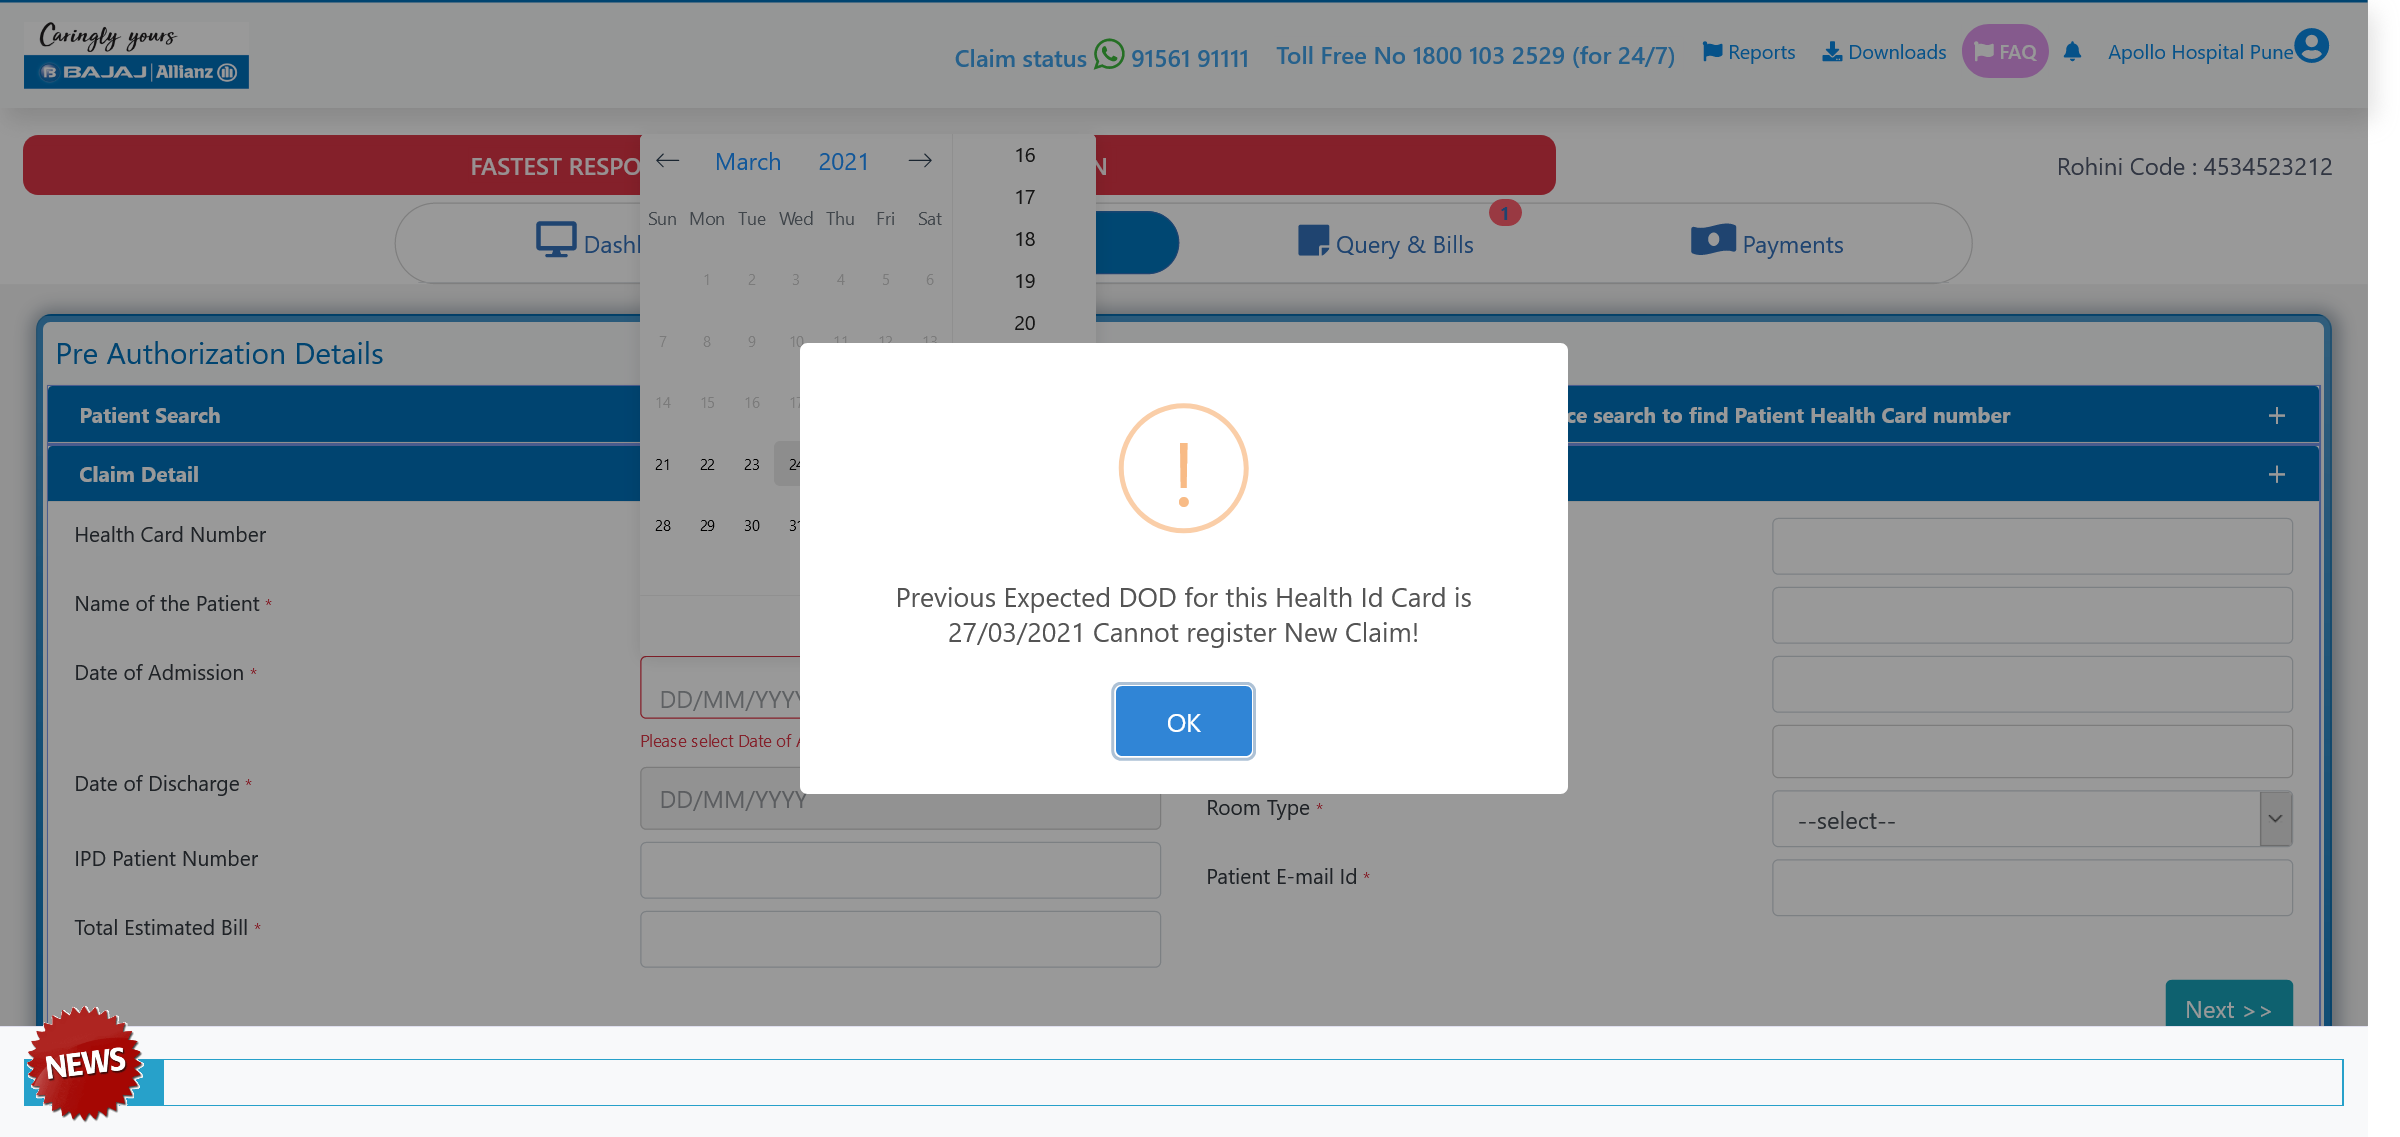 Caringly yours
BAJAJ | Allianz
Claim status 91561 91111
Toll Free No 1800 103 2529 (for 24/7)
Reports
Downloads
FAQ
Apollo Hospital Pune
FASTEST RESPO
N
Rohini Code : 4534523212
Dashl
Query & Bills
1
Payments
March 2021
Sun Mon Tue Wed Thu Fri Sat
1 2 3 4 5 6
7 8 9 10 11 12 13
14 15 16 17
21 22 23 24
28 29 30 31
16
17
18
19
20
Pre Authorization Details
Patient Search
ce search to find Patient Health Card number +
Claim Detail +
Previous Expected DOD for this Health Id Card is
27/03/2021 Cannot register New Claim!
OK
Health Card Number
Name of the Patient *
Date of Admission *
DD/MM/YYYY
Please select Date of
Date of Discharge *
DD/MM/YYYY
IPD Patient Number
Total Estimated Bill *
Room Type *
--select--
Patient E-mail Id *
Next >>
NEWS